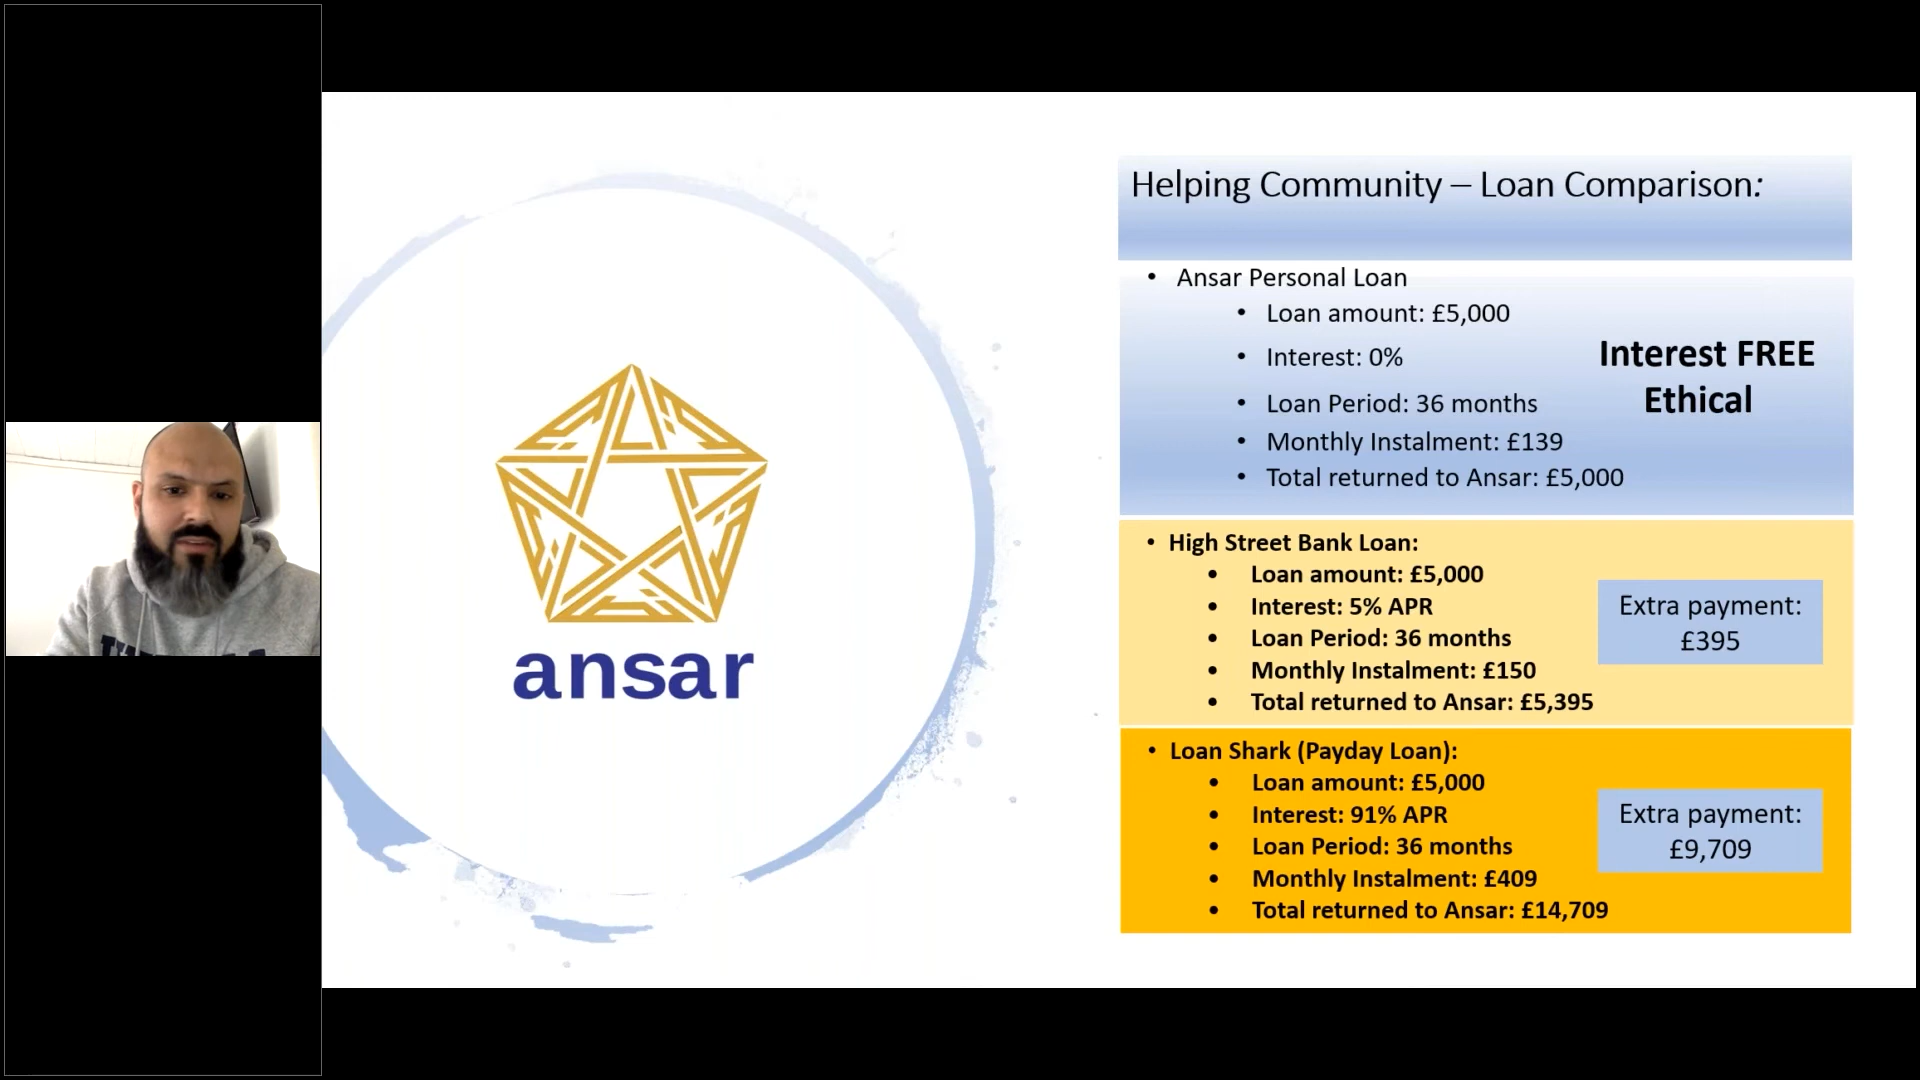 ansar
Helping Community – Loan Comparison:
• Ansar Personal Loan
• Loan amount: £5,000
• Interest: 0%
• Loan Period: 36 months
• Monthly Instalment: £139
• Total returned to Ansar: £5,000
Interest FREE
Ethical
• High Street Bank Loan:
• Loan amount: £5,000
• Interest: 5% APR
• Loan Period: 36 months
• Monthly Instalment: £150
• Total returned to Ansar: £5,395
Extra payment:
£395
• Loan Shark (Payday Loan):
• Loan amount: £5,000
• Interest: 91% APR
• Loan Period: 36 months
• Monthly Instalment: £409
• Total returned to Ansar: £14,709
Extra payment:
£9,709